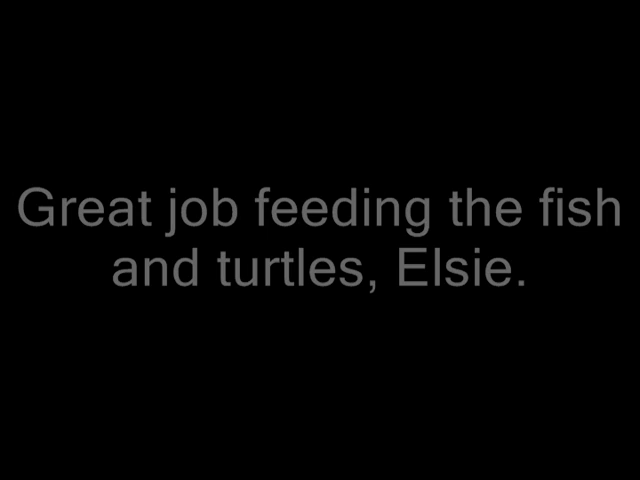 Great job feeding the fish
and turtles, Elsie.